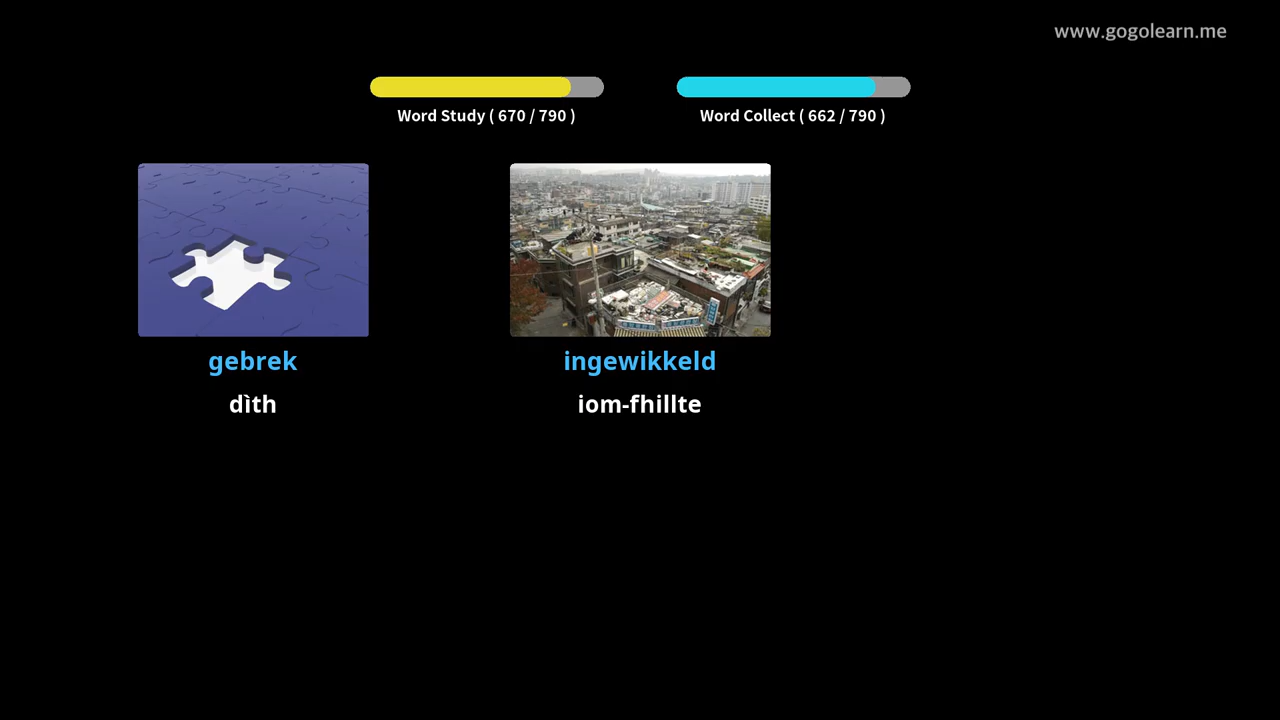 www.gogolearn.me
Word Study ( 670 / 790 )
Word Collect ( 662 / 790 )
gebrek
ingewikkeld
dìth
iom-fhillte